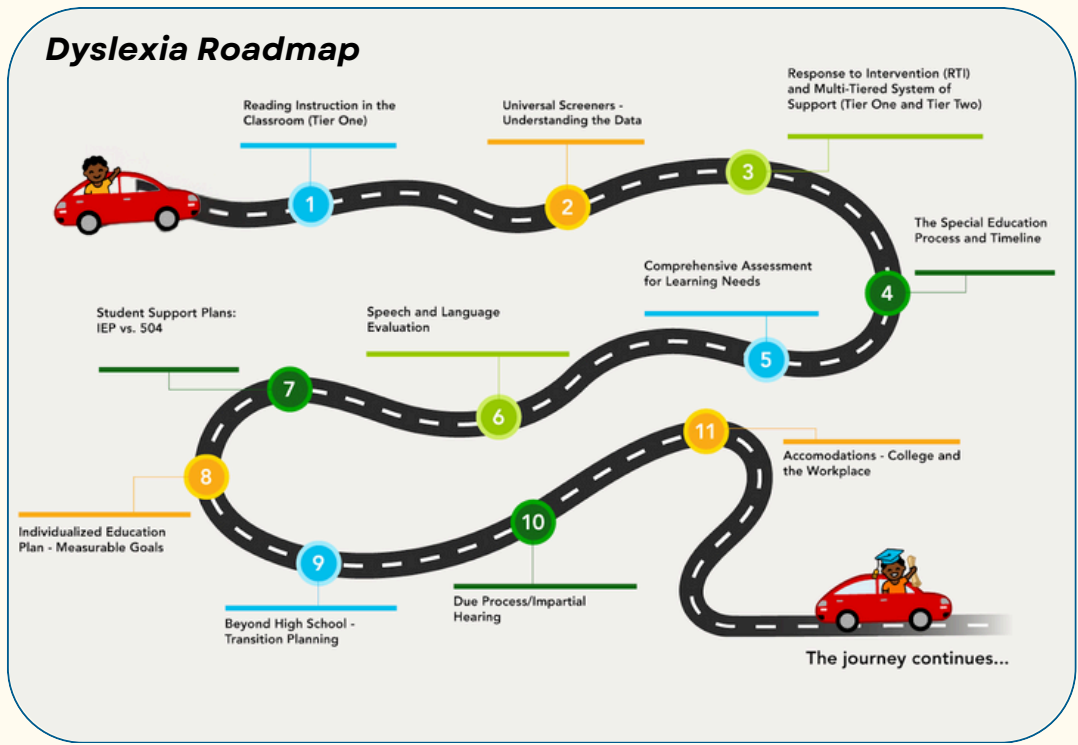 Dyslexia Roadmap
Reading Instruction in the
Classroom (Tier One)
1
Universal Screeners -
Understanding the Data
2
Response to Intervention (RTI)
and Multi-Tiered System of
Support (Tier One and Tier Two)
3
The Special Education
Process and Timeline
4
Comprehensive Assessment
for Learning Needs
5
Speech and Language
Evaluation
6
Student Support Plans:
IEP vs. 504
7
8
Individualized Education
Plan - Measurable Goals
9
Beyond High School -
Transition Planning
10
Due Process/Impartial
Hearing
11
Accomodations - College and
the Workplace
The journey continues...